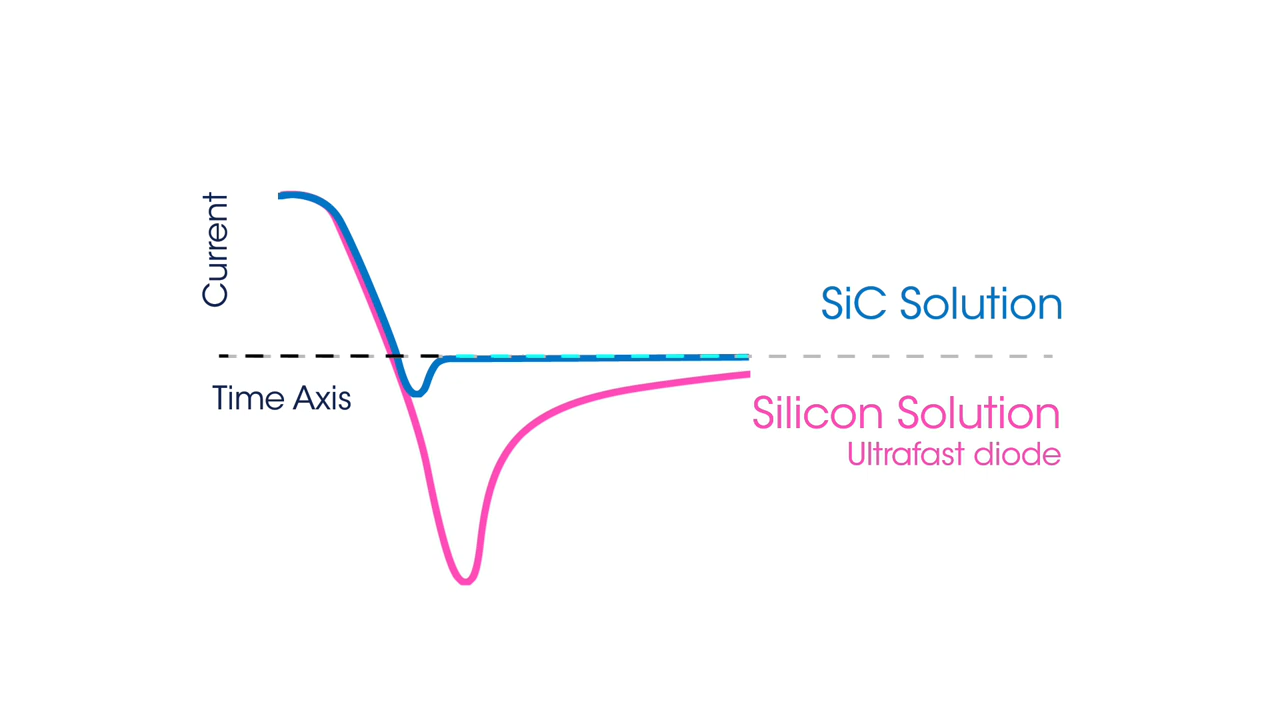 Current
SiC Solution
Time Axis
Silicon Solution
Ultrafast diode